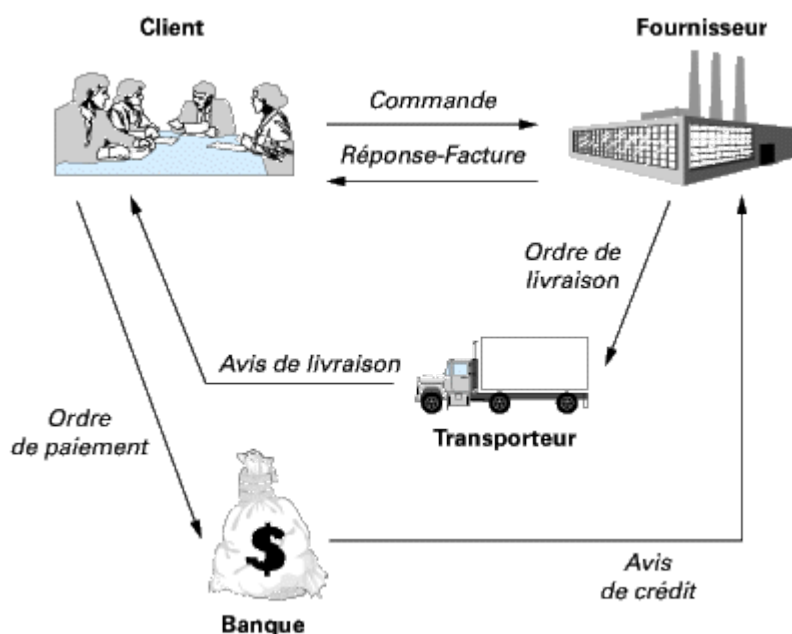 Client
Fournisseur
Commande
Réponse-Facture
Ordre de
livraison
Avis de livraison
Transporteur
Ordre
de paiement
$
Avis
de crédit
Banque